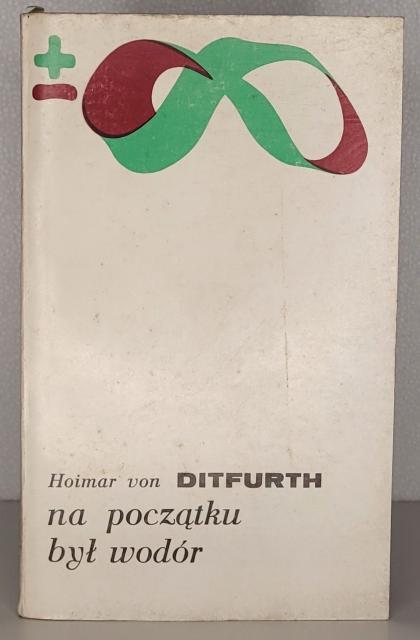 ±
Hoimar von DITFURTH
na początku
był wodór